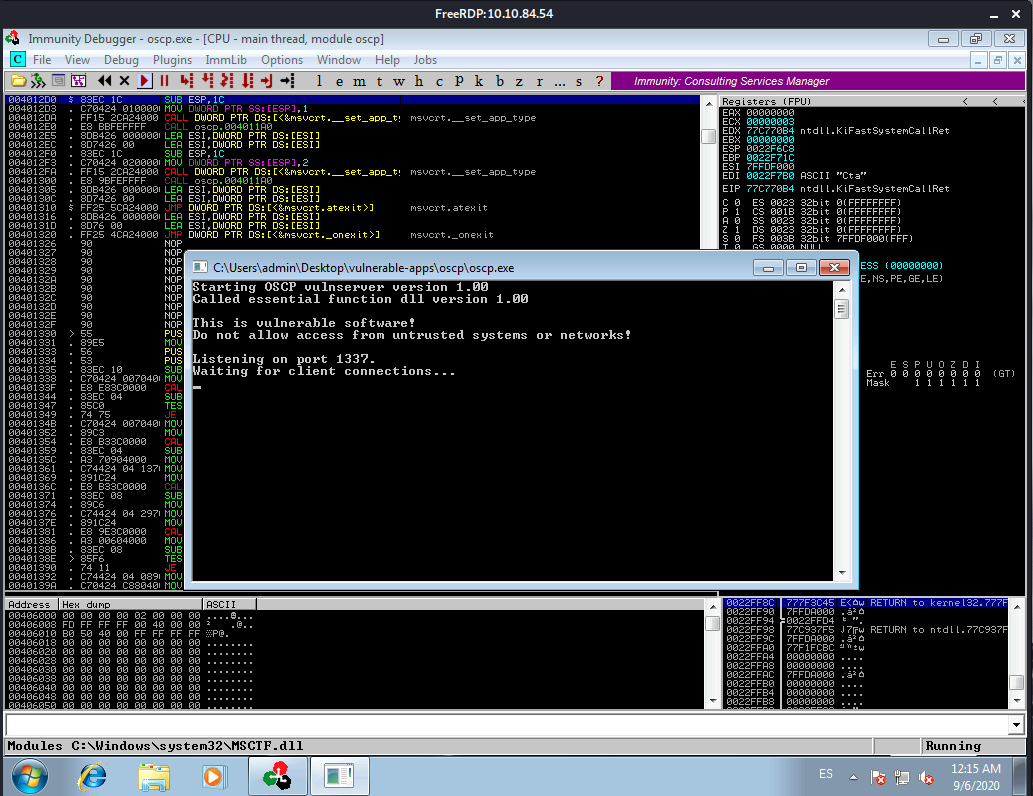 FreeRDP:10.10.84.54
Immunity Debugger - oscp.exe - [CPU - main thread, module oscp]
C File View Debug Plugins ImmLib Options Window Help Jobs
l e m t w h c P k b z r ... s ? Immunity: Consulting Services Manager
004012D0 $ 83EC 1C SUB ESP,1C
004012D3 . C70424 0100000 MOV DWORD PTR SS:[ESP],1
004012DA . FF15 2CA24000 CALL DWORD PTR DS:[<&msvcrt.__set_app_ty msvcrt.__set_app_type
004012E0 . E8 BBFEFFFF CALL oscp.004011A0
004012E5 . 8DB426 0000000 LEA ESI,DWORD PTR DS:[ESI]
004012EC . 8D7426 00 LEA ESI,DWORD PTR DS:[ESI]
004012F0 . 83EC 1C SUB ESP,1C
004012F3 . C70424 0200000 MOV DWORD PTR SS:[ESP],2
004012FA . FF15 2CA24000 CALL DWORD PTR DS:[<&msvcrt.__set_app_ty msvcrt.__set_app_type
00401300 . E8 9BFEFFFF CALL oscp.004011A0
00401305 . 8DB426 0000000 LEA ESI,DWORD PTR DS:[ESI]
0040130C . 8D7426 00 LEA ESI,DWORD PTR DS:[ESI]
00401310 $ FF25 5CA24000 JMP DWORD PTR DS:[<&msvcrt.atexit>] msvcrt.atexit
00401316 . 8DB426 0000000 LEA ESI,DWORD PTR DS:[ESI]
0040131D . 8D76 00 LEA ESI,DWORD PTR DS:[ESI]
00401320 . FF25 4CA24000 JMP DWORD PTR DS:[<&msvcrt._onexit>] msvcrt._onexit
00401326 90 NOP
00401327 90 NOP
00401328 90 NOP
00401329 90 NOP
0040132A 90 NOP
0040132B 90 NOP
0040132C 90 NOP
0040132D 90 NOP
0040132E 90 NOP
0040132F 90 NOP
00401330 > 55 PUS
00401331 . 89E5 MOV
00401333 . 56 PUS
00401334 . 53 PUS
00401335 . 83EC 10 SUB
00401338 . C70424 0070400 MOV
0040133F . E8 E83C0000 CAL
00401344 . 83EC 04 SUB
00401347 . 85C0 TES
00401349 . 74 75 JE
0040134B . C70424 0070400 MOV
00401352 . 89C3 MOV
00401354 . E8 B33C0000 CAL
00401359 . 83EC 04 SUB
0040135C . A3 70904000 MOV
00401361 . C74424 04 1370 MOV
00401369 . 891C24 MOV
0040136C . E8 B33C0000 CAL
00401371 . 83EC 08 SUB
00401374 . 89C6 MOV
00401376 . C74424 04 2970 MOV
0040137E . 891C24 MOV
00401381 . E8 9E3C0000 CAL
00401386 . A3 00604000 MOV
0040138B . 83EC 08 SUB
0040138E > 85F6 TES
00401390 . 74 11 JE
00401392 . C74424 04 0890 MOV
0040139A . C70424 C880400 MOV
Registers (FPU) < < <
EAX 00000000
ECX 00000003
EDX 77C770B4 ntdll.KiFastSystemCallRet
EBX 00000000
ESP 0022F6C8
EBP 0022F71C
ESI 7FFDF000
EDI 0022F7B0 ASCII "Cta"
EIP 77C770B4 ntdll.KiFastSystemCallRet
C 0 ES 0023 32bit 0(FFFFFFFF)
P 1 CS 001B 32bit 0(FFFFFFFF)
A 0 SS 0023 32bit 0(FFFFFFFF)
Z 1 DS 0023 32bit 0(FFFFFFFF)
S 0 FS 003B 32bit 7FFDF000(FFF)
T 0 GS 0000 NULL
ESS (00000000)
E,NS,PE,GE,LE)
E S P U O Z D I
Err 0 0 0 0 0 0 0 0 (GT)
Mask 1 1 1 1 1 1
C:\Users\admin\Desktop\vulnerable-apps\oscp\oscp.exe
Starting OSCP vulnserver version 1.00
Called essential function dll version 1.00
This is vulnerable software!
Do not allow access from untrusted systems or networks!
Listening on port 1337.
Waiting for client connections...
Address Hex dump ASCII
00406000 00 00 00 00 02 00 00 00 ....☻...
00406008 FD FF FF FF 00 40 00 00 ² .@..
00406010 B0 50 40 00 FF FF FF FF ░P@.
00406018 00 00 00 00 00 00 00 00 ........
00406020 00 00 00 00 00 00 00 00 ........
00406028 00 00 00 00 00 00 00 00 ........
00406030 00 00 00 00 00 00 00 00 ........
00406038 00 00 00 00 00 00 00 00 ........
00406040 00 00 00 00 00 00 00 00 ........
00406048 00 00 00 00 00 00 00 00 ........
00406050 00 00 00 00 00 00 00 00 ........
0022FF8C 777F3C45 E<⌂w RETURN to kernel32.777F
0022FF90 7FFDA000
0022FF94 0022FFD4
0022FF98 77C937F5 RETURN to ntdll.77C937F
0022FF9C 7FFDA000
0022FFA0 77F1FCBC
0022FFA4 00000000 ....
0022FFA8 00000000 ....
0022FFAC 7FFDA000
0022FFB0 00000000 ....
0022FFB4 00000000 ....
0022FFB8 00000000 ....
Modules C:\Windows\system32\MSCTF.dll Running
ES 12:15 AM
9/6/2020